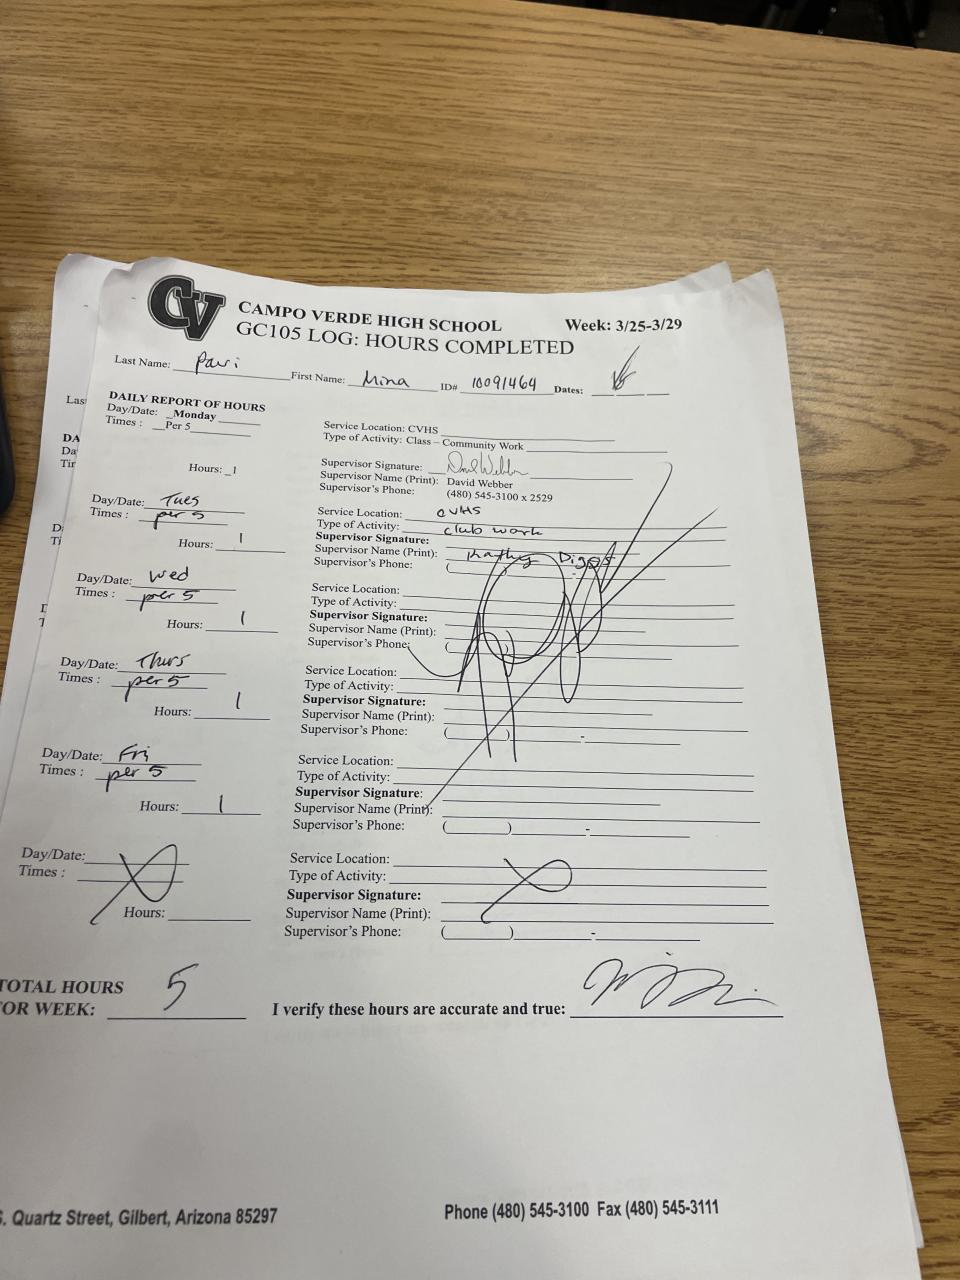 CV
CAMPO VERDE HIGH SCHOOL
Week: 3/25-3/29
GC105 LOG: HOURS COMPLETED
Last Name: Pari First Name: Mina ID# 10091464 Dates:
DAILY REPORT OF HOURS
Day/Date: _Monday
Times : Per 5
Hours: _1
Service Location: CVHS
Type of Activity: Class – Community Work
Supervisor Signature: David Webber
Supervisor Name (Print): David Webber
Supervisor's Phone: (480) 545-3100 x 2529
Day/Date: Tues
Times : per 5
Hours: 1
Service Location: CVHS
Type of Activity: club work
Supervisor Signature:
Supervisor Name (Print): Kathy Diggs
Supervisor's Phone: ( ) -
Day/Date: Wed
Times : per 5
Hours: 1
Service Location:
Type of Activity:
Supervisor Signature:
Supervisor Name (Print):
Supervisor's Phone: ( ) -
Day/Date: Thurs
Times : per 5
Hours: 1
Service Location:
Type of Activity:
Supervisor Signature:
Supervisor Name (Print):
Supervisor's Phone: ( ) -
Day/Date: Fri
Times : per 5
Hours: 1
Service Location:
Type of Activity:
Supervisor Signature:
Supervisor Name (Print):
Supervisor's Phone: ( ) -
Day/Date:
Times :
Hours:
Service Location:
Type of Activity:
Supervisor Signature:
Supervisor Name (Print):
Supervisor's Phone: ( ) -
TOTAL HOURS
OR WEEK: 5
I verify these hours are accurate and true:
S. Quartz Street, Gilbert, Arizona 85297
Phone (480) 545-3100 Fax (480) 545-3111